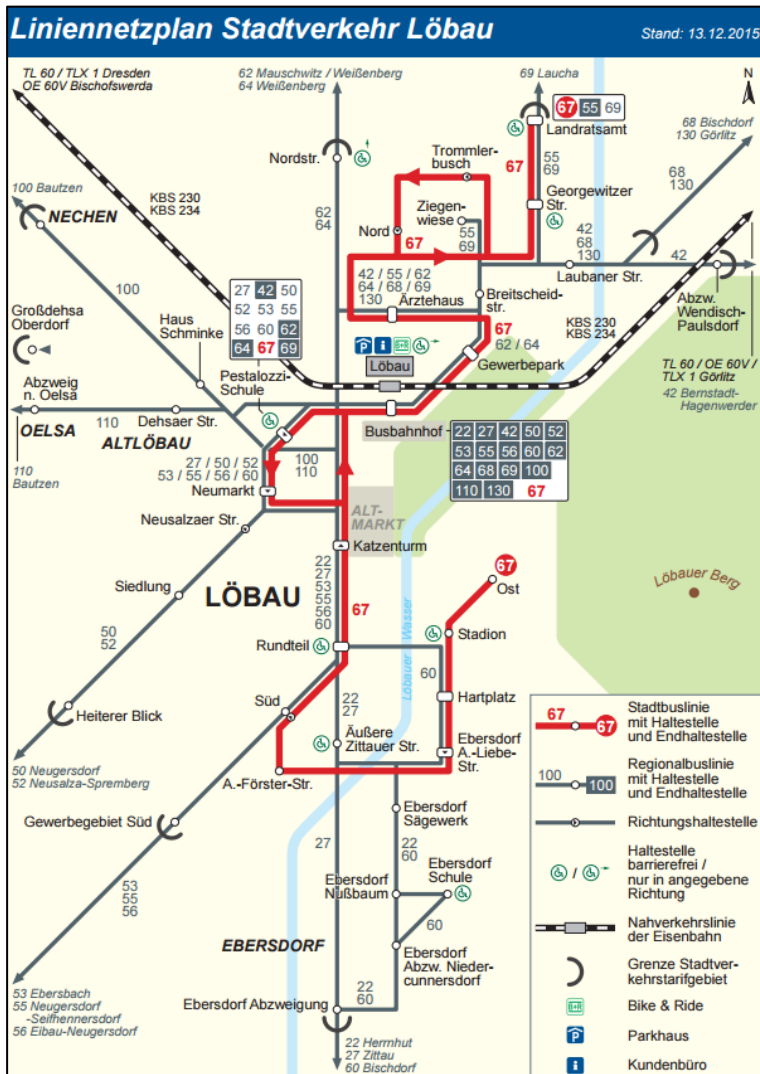 Liniennetzplan Stadtverkehr Löbau
Stand: 13.12.2015
TL 60 / TLX 1 Dresden
OE 60V Bischofswerda
62 Mauschwitz / Weißenberg
64 Weißenberg
69 Laucha
N
67 55 69
Landratsamt
68 Bischdorf
130 Görlitz
Nordstr.
Trommler-
busch
67
55
69
68
130
100 Bautzen
KBS 230
KBS 234
NECHEN
Ziegen-
wiese
Georgewitzer
Str.
62
64
Nord
67
55
69
42
68
130
42
Laubaner Str.
100
27 42 50
52 53 55
56 60 62
64 67 69
42 / 55 / 62
64 / 68 / 69
130
Ärztehaus
Breitscheid-
str.
Abzw.
Wendisch-
Paulsdorf
Großdehsa
Oberdorf
Haus
Schminke
67
62 / 64
KBS 230
KBS 234
Löbau
Gewerbepark
Pestalozzi-
Schule
TL 60 / OE 60V /
TLX 1 Görlitz
42 Bernstadt-
Hagenwerder
Abzweig
n. Oelsa
110
Dehsaer Str.
OELSA
ALTLÖBAU
110
Bautzen
Busbahnhof
22 27 42 50 52
53 55 56 60 62
64 68 69 100
110 130 67
27 / 50 / 52
53 / 55 / 56 / 60
100
110
Neumarkt
ALT-
MARKT
Neusalzaer Str.
Katzenturm
22
27
53
55
56
60
67
Ost
Löbauer Berg
Siedlung
LÖBAU
67
Löbauer Wasser
Stadion
50
52
Rundteil
60
Süd
22
27
Hartplatz
Heiterer Blick
Äußere
Zittauer Str.
Ebersdorf
A.-Liebe-
Str.
50 Neugersdorf
52 Neusalza-Spremberg
A.-Förster-Str.
Gewerbegebiet Süd
Ebersdorf
Sägewerk
27
22
60
Ebersdorf
Schule
53
55
56
Ebersdorf
Nußbaum
60
EBERSDORF
Ebersdorf
Abzw. Nieder-
cunnersdorf
53 Ebersbach
55 Neugersdorf
-Seifhennersdorf
56 Eibau-Neugersdorf
22
60
Ebersdorf Abzweigung
22 Herrnhut
27 Zittau
60 Bischdorf
67 67
Stadtbuslinie
mit Haltestelle
und Endhaltestelle
100 100
Regionalbuslinie
mit Haltestelle
und Endhaltestelle
Richtungshaltestelle
Haltestelle
barrierefrei /
nur in angegebene
Richtung
/
Nahverkehrslinie
der Eisenbahn
Grenze Stadtver-
kehrstarifgebiet
B+R
Bike & Ride
P
Parkhaus
i
Kundenbüro